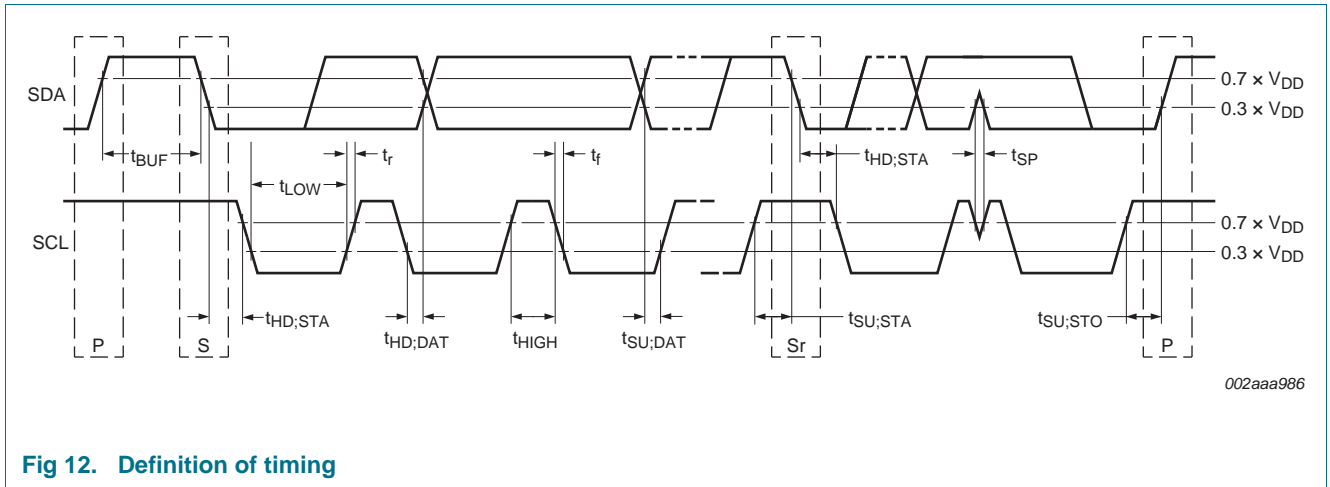 SDA
0.7 × VDD
0.3 × VDD
tBUF
tLOW
tr
tf
tHD;STA
tSP
SCL
0.7 × VDD
0.3 × VDD
tHD;STA
tHD;DAT
tHIGH
tSU;DAT
tSU;STA
tSU;STO
P
S
Sr
P
002aaa986
Fig 12. Definition of timing